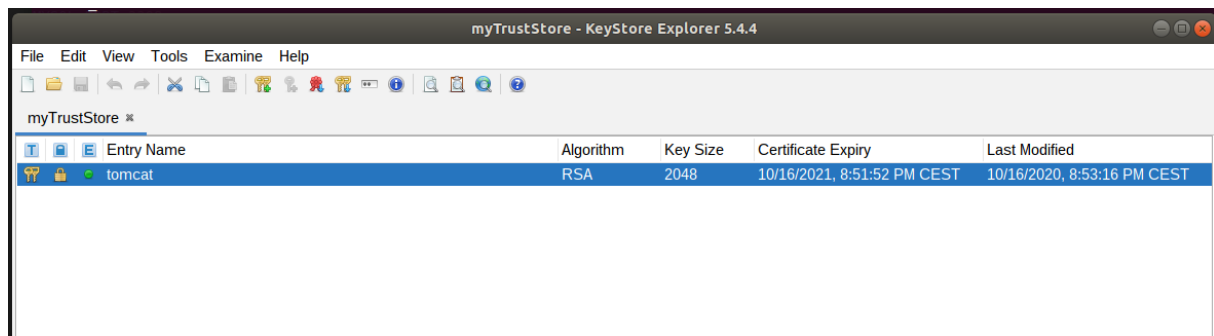 myTrustStore - KeyStore Explorer 5.4.4
File Edit View Tools Examine Help
myTrustStore
T E Entry Name Algorithm Key Size Certificate Expiry Last Modified
tomcat RSA 2048 10/16/2021, 8:51:52 PM CEST 10/16/2020, 8:53:16 PM CEST